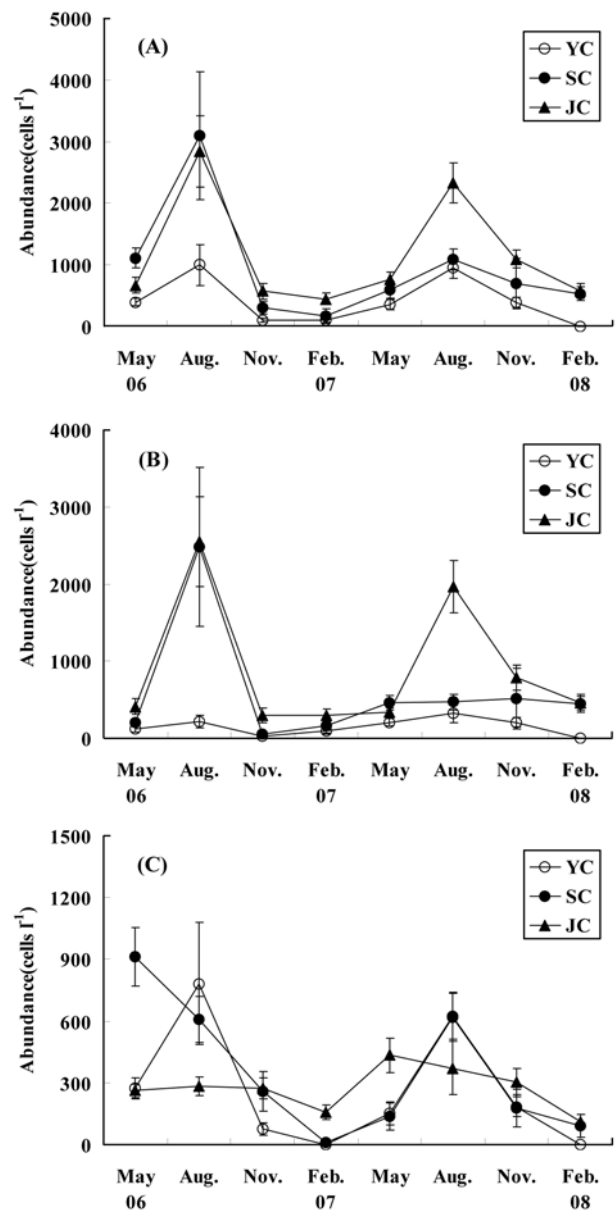 5000
4000
3000
2000
1000
0
Abundance(cells l⁻¹)
(A)
YC
SC
JC
May Aug. Nov. Feb. May Aug. Nov. Feb.
06 07 08
4000
3000
2000
1000
0
Abundance(cells l⁻¹)
(B)
YC
SC
JC
May Aug. Nov. Feb. May Aug. Nov. Feb.
06 07 08
1500
1200
900
600
300
0
Abundance(cells l⁻¹)
(C)
YC
SC
JC
May Aug. Nov. Feb. May Aug. Nov. Feb.
06 07 08